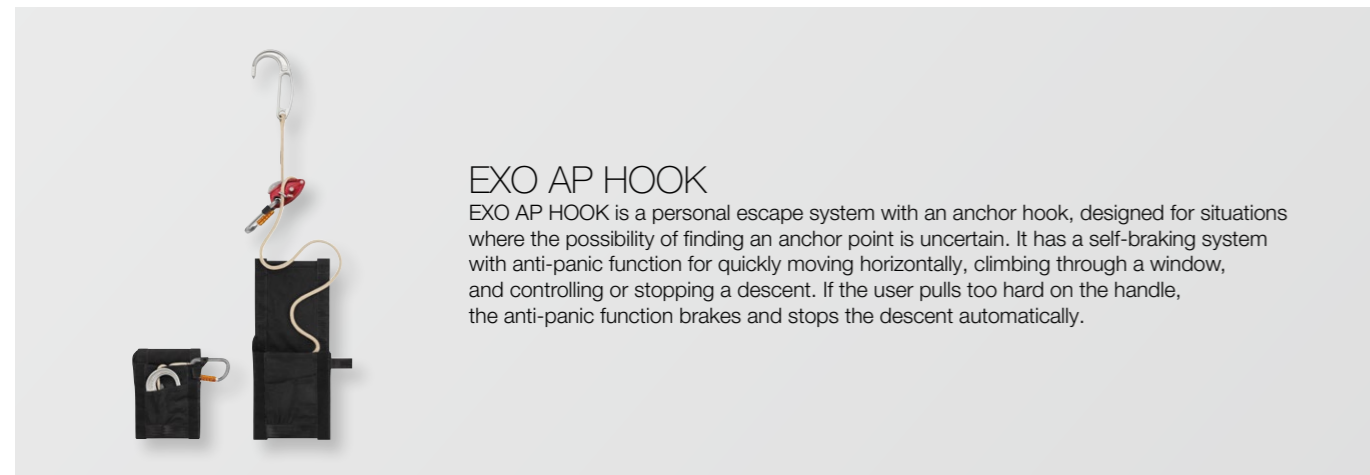 EXO AP HOOK
EXO AP HOOK is a personal escape system with an anchor hook, designed for situations
where the possibility of finding an anchor point is uncertain. It has a self-braking system
with anti-panic function for quickly moving horizontally, climbing through a window,
and controlling or stopping a descent. If the user pulls too hard on the handle,
the anti-panic function brakes and stops the descent automatically.